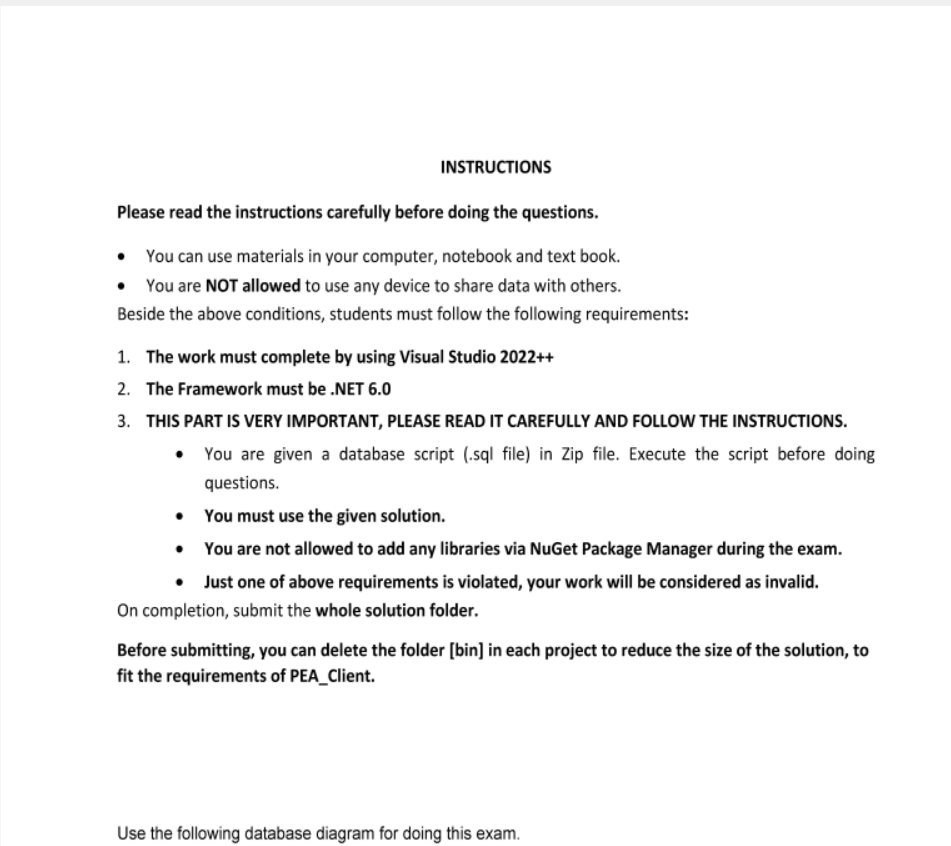 INSTRUCTIONS
Please read the instructions carefully before doing the questions.
• You can use materials in your computer, notebook and text book.
• You are NOT allowed to use any device to share data with others.
Beside the above conditions, students must follow the following requirements:
1. The work must complete by using Visual Studio 2022++
2. The Framework must be .NET 6.0
3. THIS PART IS VERY IMPORTANT, PLEASE READ IT CAREFULLY AND FOLLOW THE INSTRUCTIONS.
• You are given a database script (.sql file) in Zip file. Execute the script before doing
questions.
• You must use the given solution.
• You are not allowed to add any libraries via NuGet Package Manager during the exam.
• Just one of above requirements is violated, your work will be considered as invalid.
On completion, submit the whole solution folder.
Before submitting, you can delete the folder [bin] in each project to reduce the size of the solution, to
fit the requirements of PEA_Client.
Use the following database diagram for doing this exam.